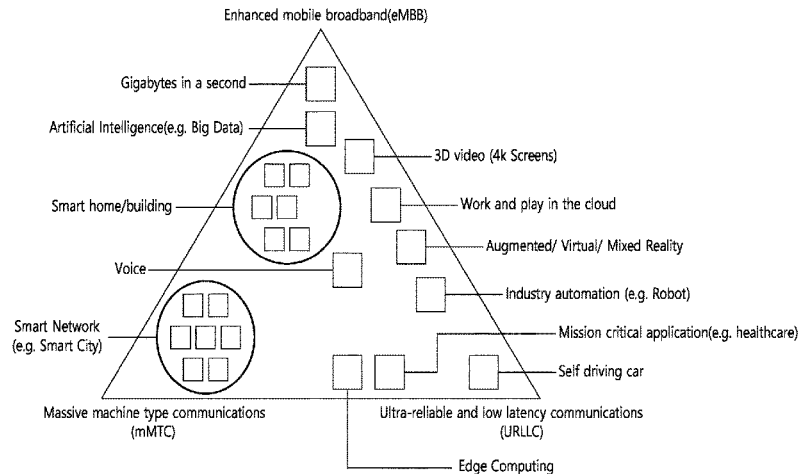 Enhanced mobile broadband(eMBB)
Gigabytes in a second
Artificial Intelligence(e.g. Big Data)
3D video (4k Screens)
Smart home/building
Work and play in the cloud
Augmented/ Virtual/ Mixed Reality
Voice
Industry automation (e.g. Robot)
Smart Network
(e.g. Smart City)
Mission critical application(e.g. healthcare)
Self driving car
Massive machine type communications
(mMTC)
Ultra-reliable and low latency communications
(URLLC)
Edge Computing